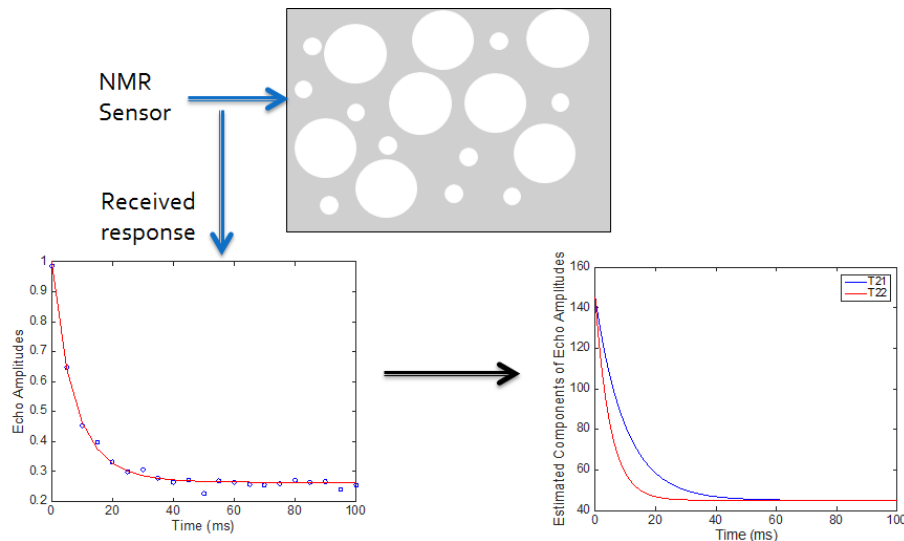 NMR
Sensor
Received
response
1
0.9
0.8
0.7
0.6
0.5
0.4
0.3
0.2
Echo Amplitudes
0 20 40 60 80 100
Time (ms)
160
140
120
100
80
60
40
Estimated Components of Echo Amplitudes
T21
T22
0 20 40 60 80 100
Time (ms)